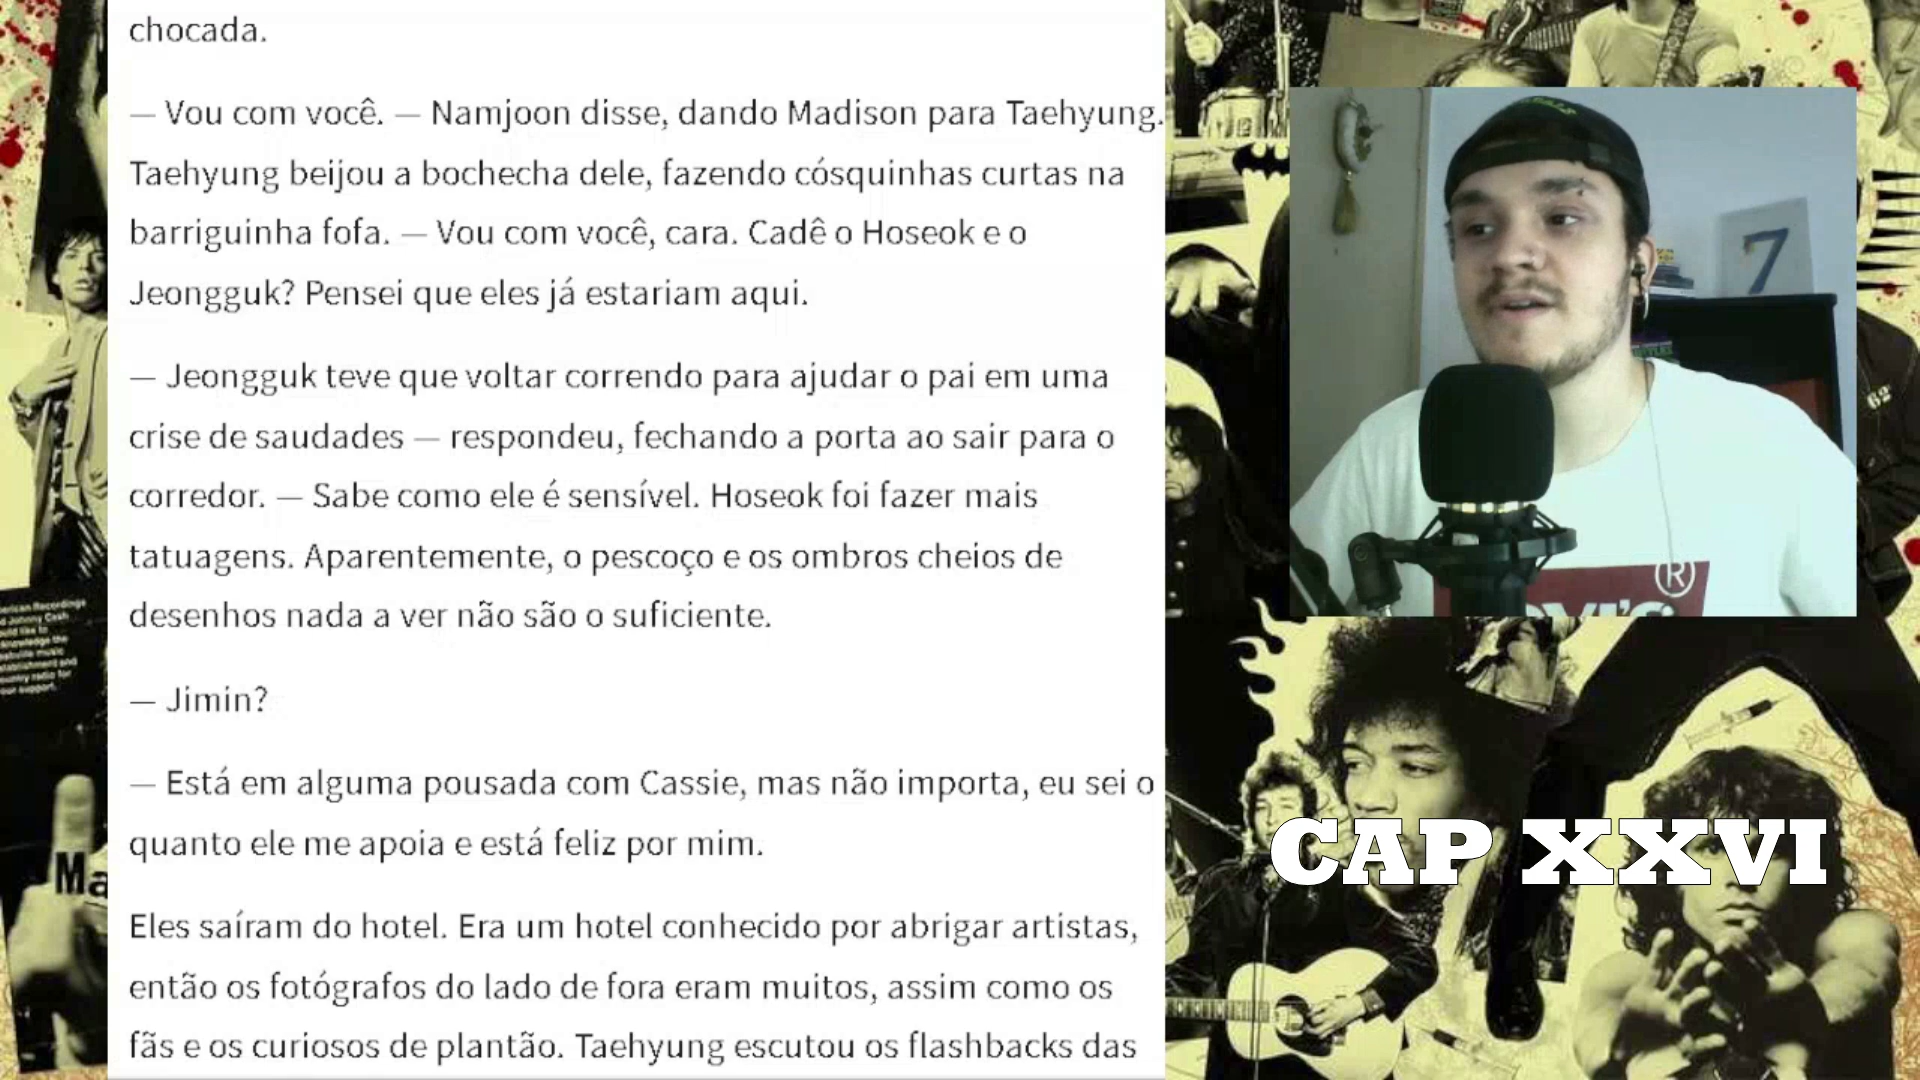 chocada.
— Vou com você. — Namjoon disse, dando Madison para Taehyung.
Taehyung beijou a bochecha dele, fazendo cósquinhas curtas na
barriguinha fofa. — Vou com você, cara. Cadê o Hoseok e o
Jeongguk? Pensei que eles já estariam aqui.
— Jeongguk teve que voltar correndo para ajudar o pai em uma
crise de saudades — respondeu, fechando a porta ao sair para o
corredor. — Sabe como ele é sensível. Hoseok foi fazer mais
tatuagens. Aparentemente, o pescoço e os ombros cheios de
desenhos nada a ver não são o suficiente.
— Jimin?
— Está em alguma pousada com Cassie, mas não importa, eu sei o
quanto ele me apoia e está feliz por mim.
Eles saíram do hotel. Era um hotel conhecido por abrigar artistas,
então os fotógrafos do lado de fora eram muitos, assim como os
fãs e os curiosos de plantão. Taehyung escutou os flashbacks das
7
62
®
CAP XXVI
Ma